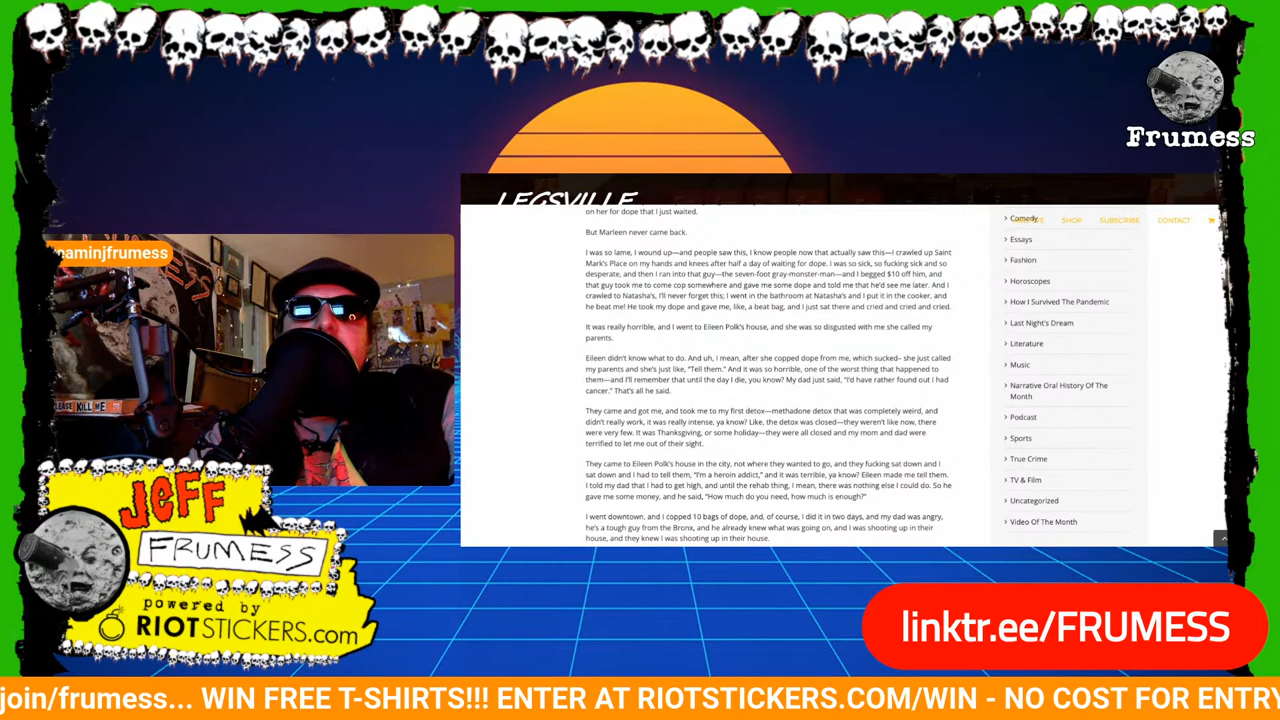 Frumess
LEGSVILLE
SHOP
SUBSCRIBE
CONTACT
eaminjfrumess
on her for dope that I just waited.
But Marleen never came back.
I was so lame, I wound up—and people saw this, I know people now that actually saw this—I crawled up Saint
Mark's Place on my hands and knees after half a day of waiting for dope. I was so sick, so fucking sick and so
desperate, and then I ran into that guy—the seven-foot gray-monster-man—and I begged $10 off him, and
that guy took me to come cop somewhere and gave me some dope and told me that he'd see me later. And I
crawled to Natasha's, I'll never forget this; I went in the bathroom at Natasha's and I put it in the cooker, and
he beat me! He took my dope and gave me, like, a beat bag, and I just sat there and cried and cried and cried.
It was really horrible, and I went to Eileen Polk's house, and she was so disgusted with me she called my
parents.
Eileen didn't know what to do. And uh, I mean, after she copped dope from me, which sucked– she just called
my parents and she's just like, "Tell them." And it was so horrible, one of the worst thing that happened to
them—and I'll remember that until the day I die, you know? My dad just said, "I'd have rather found out I had
cancer." That's all he said.
They came and got me, and took me to my first detox—methadone detox that was completely weird, and
didn't really work, it was really intense, ya know? Like, the detox was closed—they weren't like now, there
were very few. It was Thanksgiving, or some holiday—they were all closed and my mom and dad were
terrified to let me out of their sight.
They came to Eileen Polk's house in the city, not where they wanted to go, and they fucking sat down and I
sat down and I had to tell them, "I'm a heroin addict," and it was terrible, ya know? Eileen made me tell them.
I told my dad that I had to get high, and until the rehab thing, I mean, there was nothing else I could do. So he
gave me some money, and he said, "How much do you need, how much is enough?"
I went downtown, and I copped 10 bags of dope, and, of course, I did it in two days, and my dad was angry,
he's a tough guy from the Bronx, and he already knew what was going on, and I was shooting up in their
house, and they knew I was shooting up in their house.
Comedy
Essays
Fashion
Horoscopes
How I Survived The Pandemic
Last Night's Dream
Literature
Music
Narrative Oral History Of The
Month
Podcast
Sports
True Crime
TV & Film
Uncategorized
Video Of The Month
LEASE KILL ME
JEFF
FRUMESS
powered by
RIOTSTICKERS.com
linktr.ee/FRUMESS
join/frumess... WIN FREE T-SHIRTS!!! ENTER AT RIOTSTICKERS.COM/WIN - NO COST FOR ENTRY